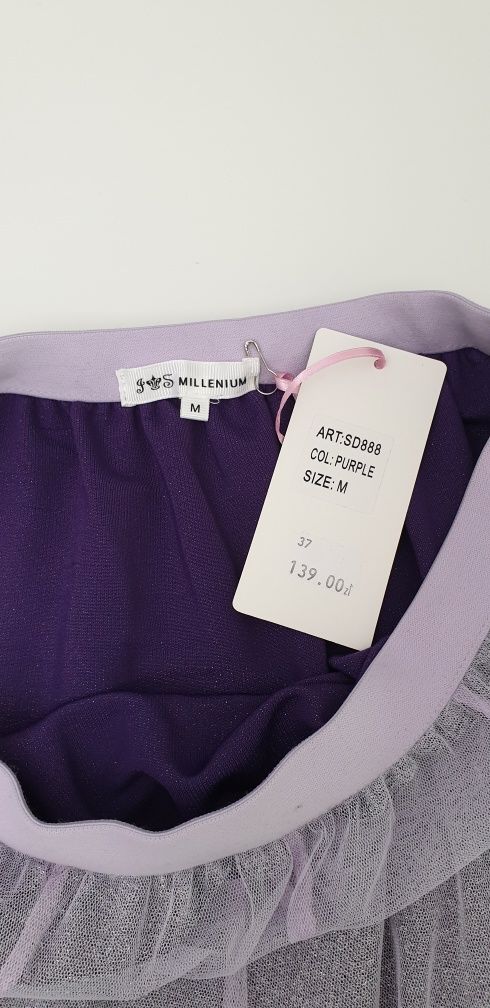 J S MILLENIUM
M
ART:SD888
COL: PURPLE
SIZE: M
37
139.00zł